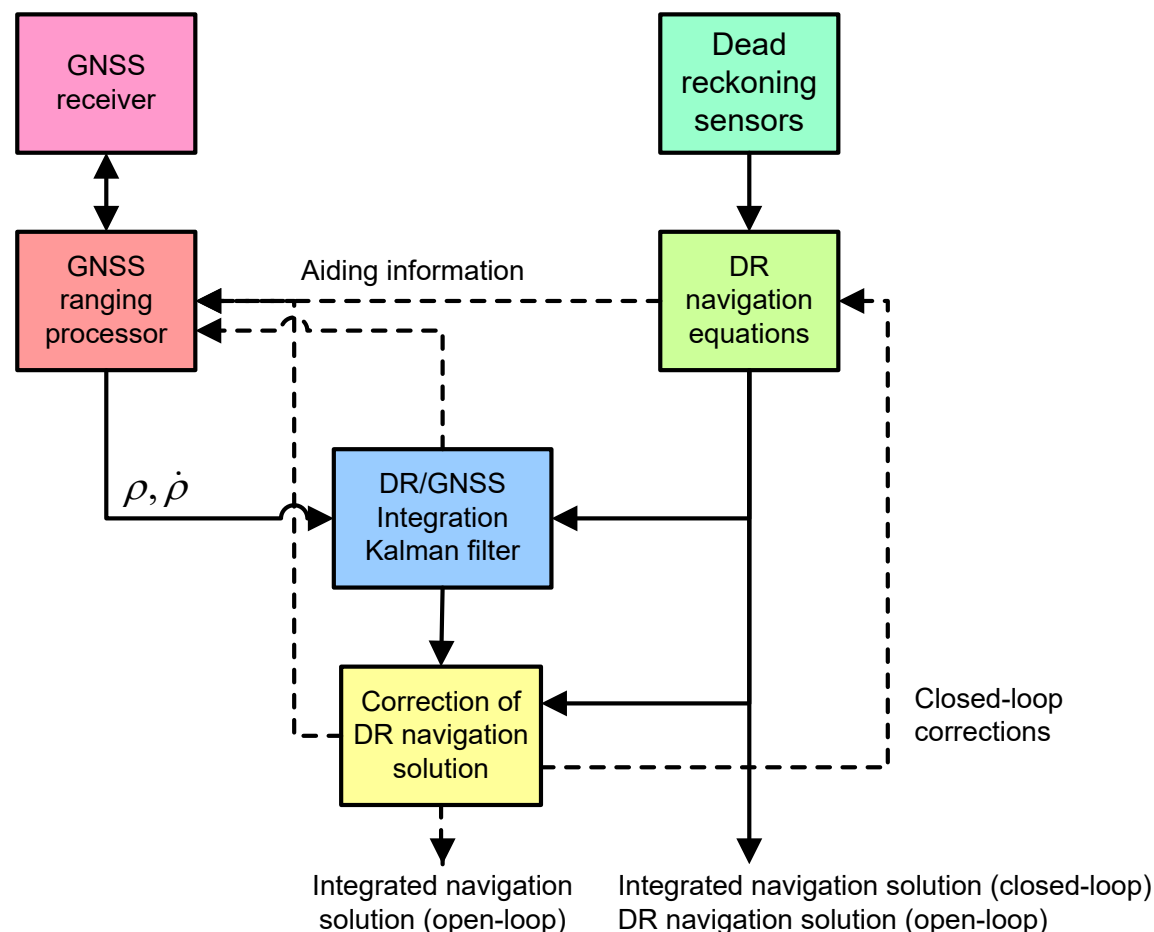 GNSS
receiver
Dead
reckoning
sensors
GNSS
ranging
processor
Aiding information
DR
navigation
equations
ρ, ρ̇
DR/GNSS
Integration
Kalman filter
Correction of
DR navigation
solution
Closed-loop
corrections
Integrated navigation
solution (open-loop)
Integrated navigation solution (closed-loop)
DR navigation solution (open-loop)